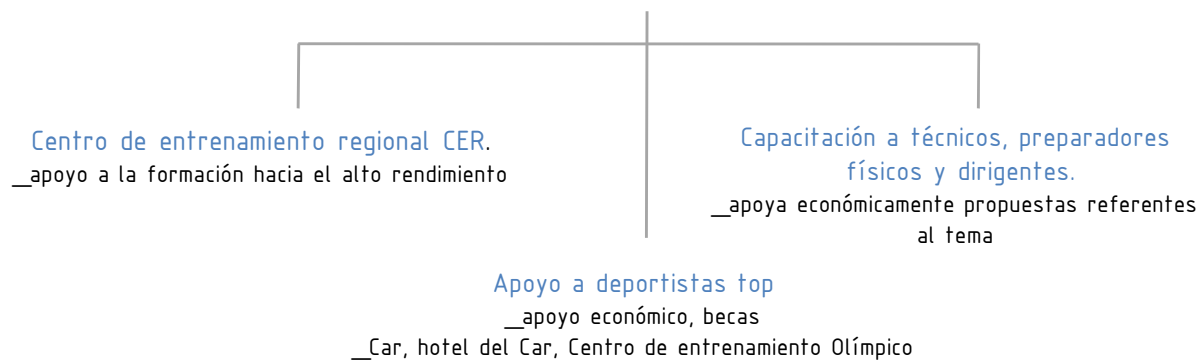 Centro de entrenamiento regional CER.
__apoyo a la formación hacia el alto rendimiento
Capacitación a técnicos, preparadores
físicos y dirigentes.
__apoya económicamente propuestas referentes
al tema
Apoyo a deportistas top
__apoyo económico, becas
__Car, hotel del Car, Centro de entrenamiento Olímpico